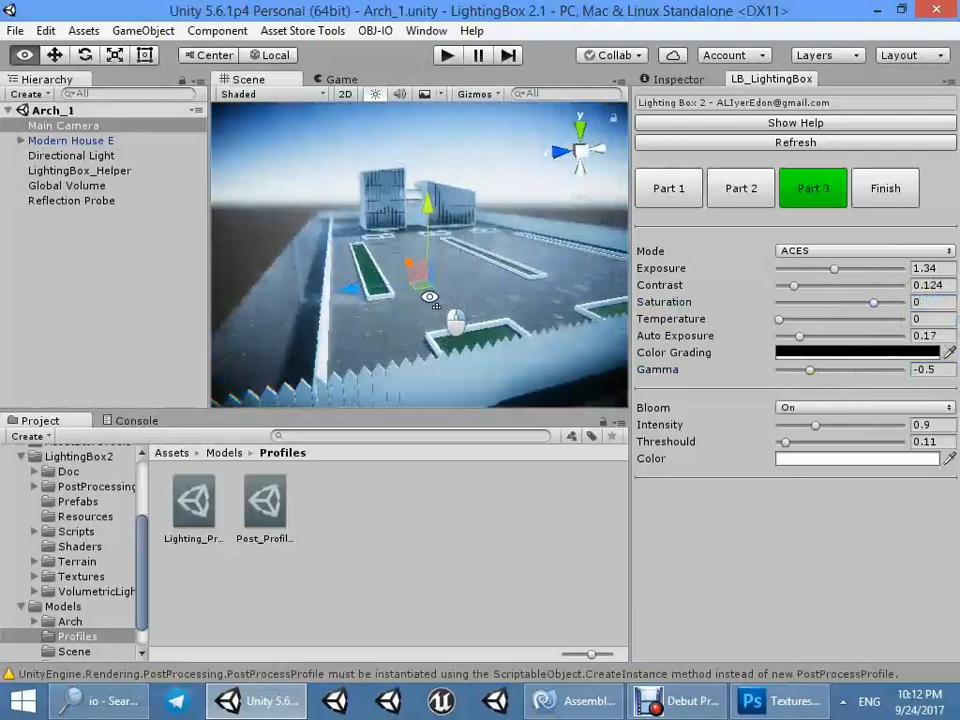 Unity 5.6.1p4 Personal (64bit) - Arch_1.unity - LightingBox 2.1 - PC, Mac & Linux Standalone <DX11>
File Edit Assets GameObject Component Asset Store Tools OBJ-IO Window Help
Center Local Collab Account Layers Layout
Hierarchy
Create All
Arch_1
Main Camera
Modern House E
Directional Light
LightingBox_Helper
Global Volume
Reflection Probe
Scene Game
Shaded 2D Gizmos All
y
Inspector LB_LightingBox
Lighting Box 2 - ALIyerEdon@gmail.com
Show Help
Refresh
Part 1 Part 2 Part 3 Finish
Mode ACES
Exposure 1.34
Contrast 0.124
Saturation 0
Temperature 0
Auto Exposure 0.17
Color Grading
Gamma -0.5
Bloom On
Intensity 0.9
Threshould 0.11
Color
Project Console
Create
LightingBox2
Doc
PostProcessing
Prefabs
Resources
Scripts
Shaders
Terrain
Textures
VolumetricLigh
Models
Arch
Profiles
Scene
Assets Models Profiles
Lighting_Pr... Post_Profil...
UnityEngine.Rendering.PostProcessing.PostProcessProfile must be instantiated using the ScriptableObject.CreateInstance method instead of new PostProcessProfile.
io - Sear... Unity 5.6... Assembl... Debut Pr... Textures... ENG
10:12 PM
9/24/2017